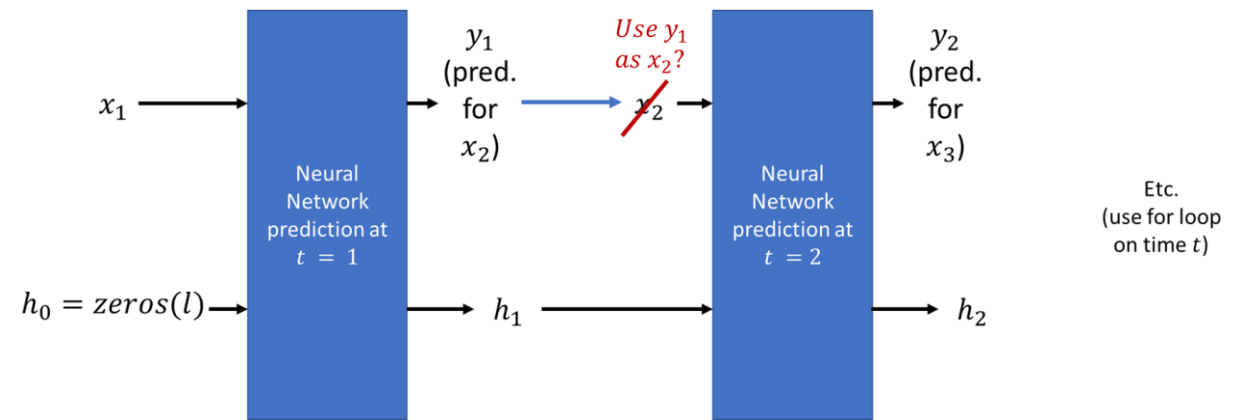 x₁
h₀ = zeros(l)
Neural
Network
prediction at
t = 1
y₁
(pred.
for
x₂)
h₁
Use y₁
as x₂?
x₂
Neural
Network
prediction at
t = 2
y₂
(pred.
for
x₃)
h₂
Etc.
(use for loop
on time t)